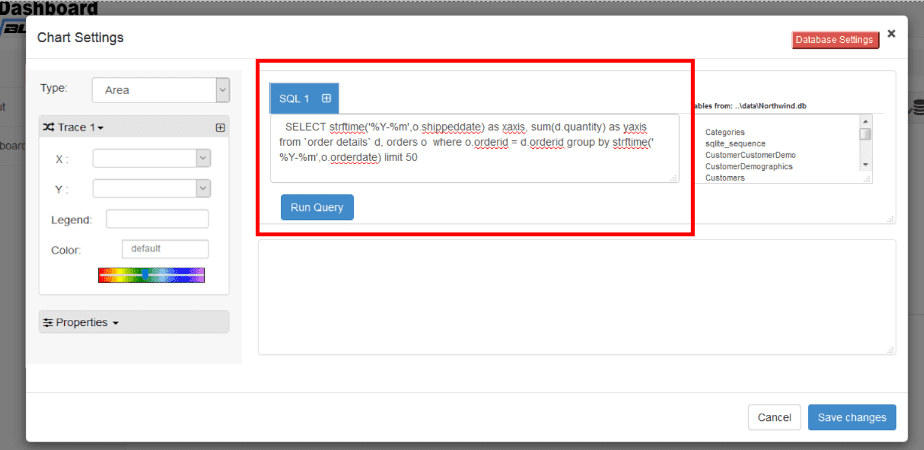 Dashboard
Chart Settings
Database Settings
×
Type:
Area
SQL 1
ables from: ..\data\Northwind.db
Trace 1
SELECT strftime('%Y-%m',o.shippeddate) as xaxis, sum(d.quantity) as yaxis
from `order details` d, orders o  where o.orderid = d.orderid group by strftime('
%Y-%m',o.orderdate) limit 50
Categories
sqlite_sequence
CustomerCustomerDemo
CustomerDemographics
Customers
X :
Y :
Legend:
Run Query
Color:
default
Properties
Cancel
Save changes